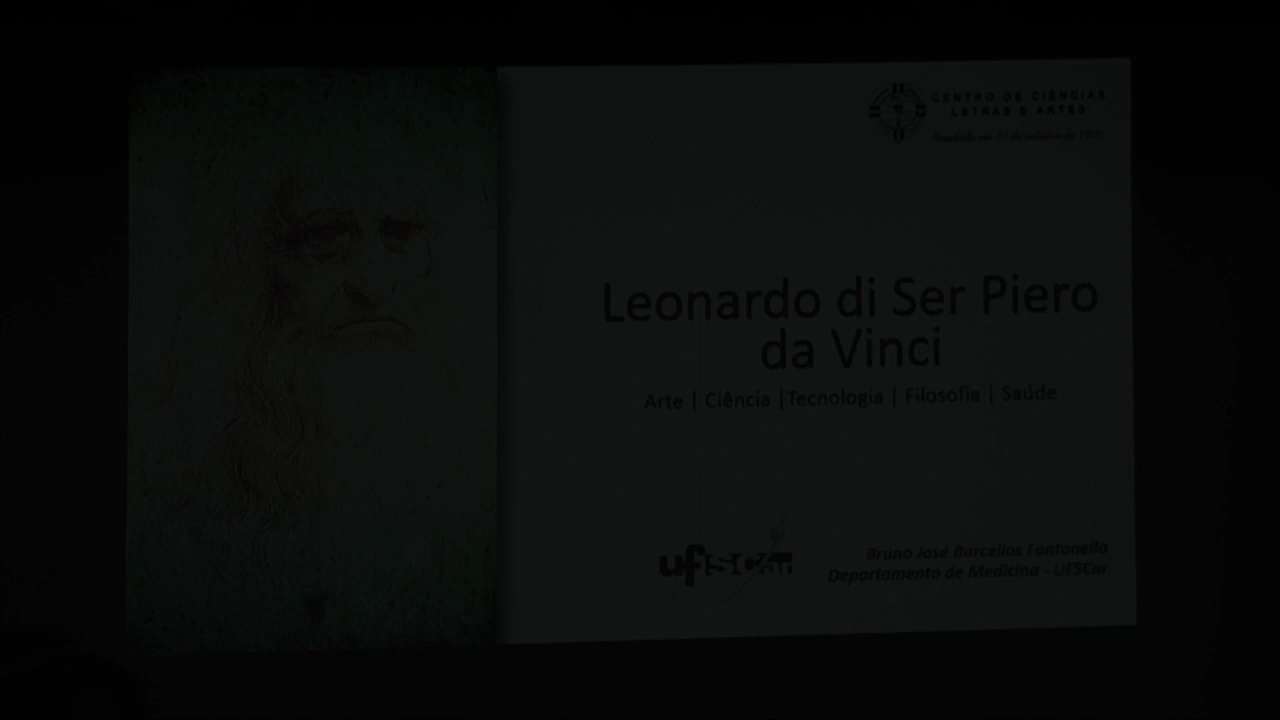 CENTRO DE CIÊNCIAS
LETRAS E ARTES
Leonardo di Ser Piero
da Vinci
Arte | Ciência |Tecnologia | Filosofia | Saúde
ufscar
Bruno José Barcellos Fontanella
Departamento de Medicina - UFSCar